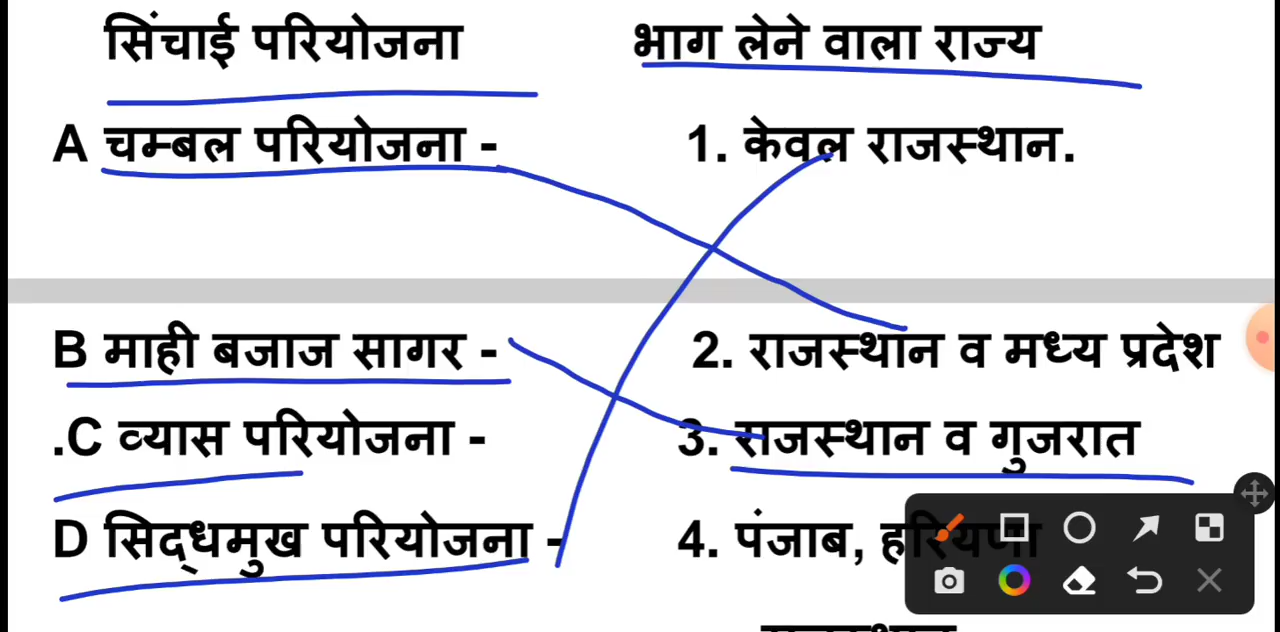 सिंचाई परियोजना भाग लेने वाला राज्य
A चम्बल परियोजना - 1. केवल राजस्थान.
B माही बजाज सागर - 2. राजस्थान व मध्य प्रदेश
.C व्यास परियोजना - 3. राजस्थान व गुजरात
D सिद्धमुख परियोजना - 4. पंजाब, हरियाणा